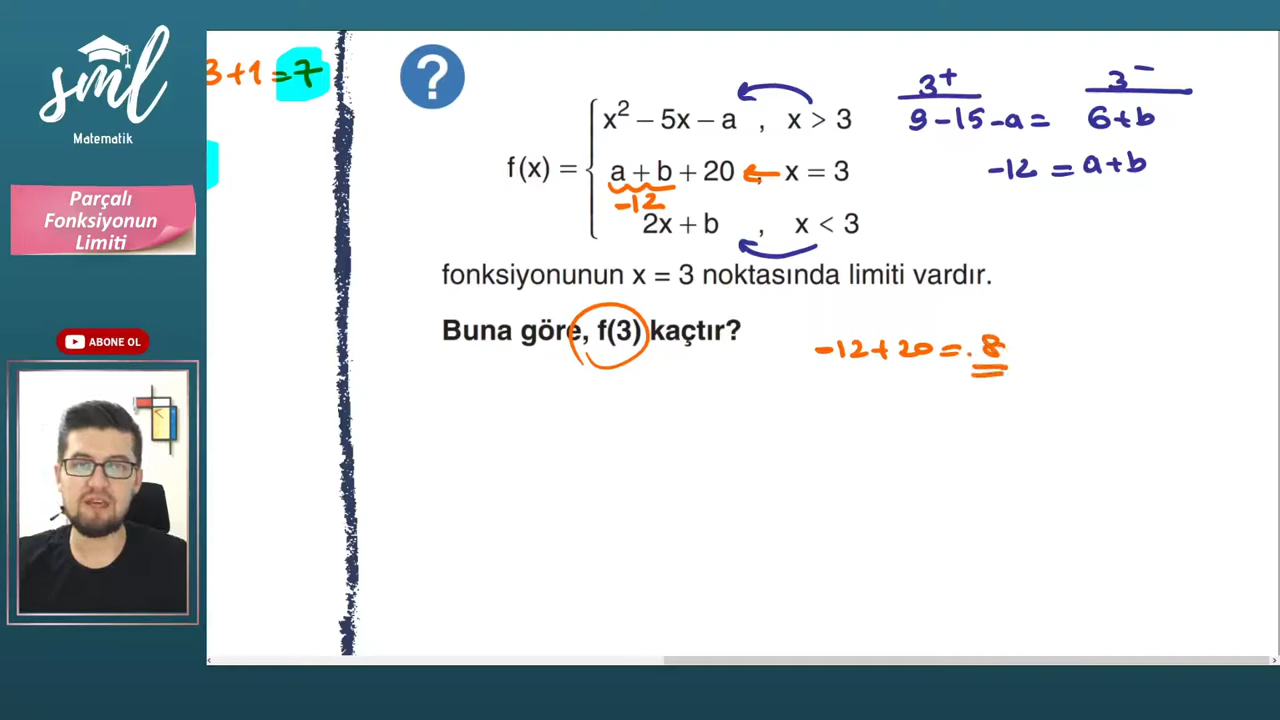 sml
Matematik
Parçalı
Fonksiyonun
Limiti
ABONE OL
3+1=7
?
3⁺
3⁻
9-15-a= 6+b
-12 = a+b
f(x) =
x² – 5x – a , x > 3
a + b + 20 , x = 3
-12
2x + b , x < 3
fonksiyonunun x = 3 noktasında limiti vardır.
Buna göre, f(3) kaçtır?
-12+20=.8